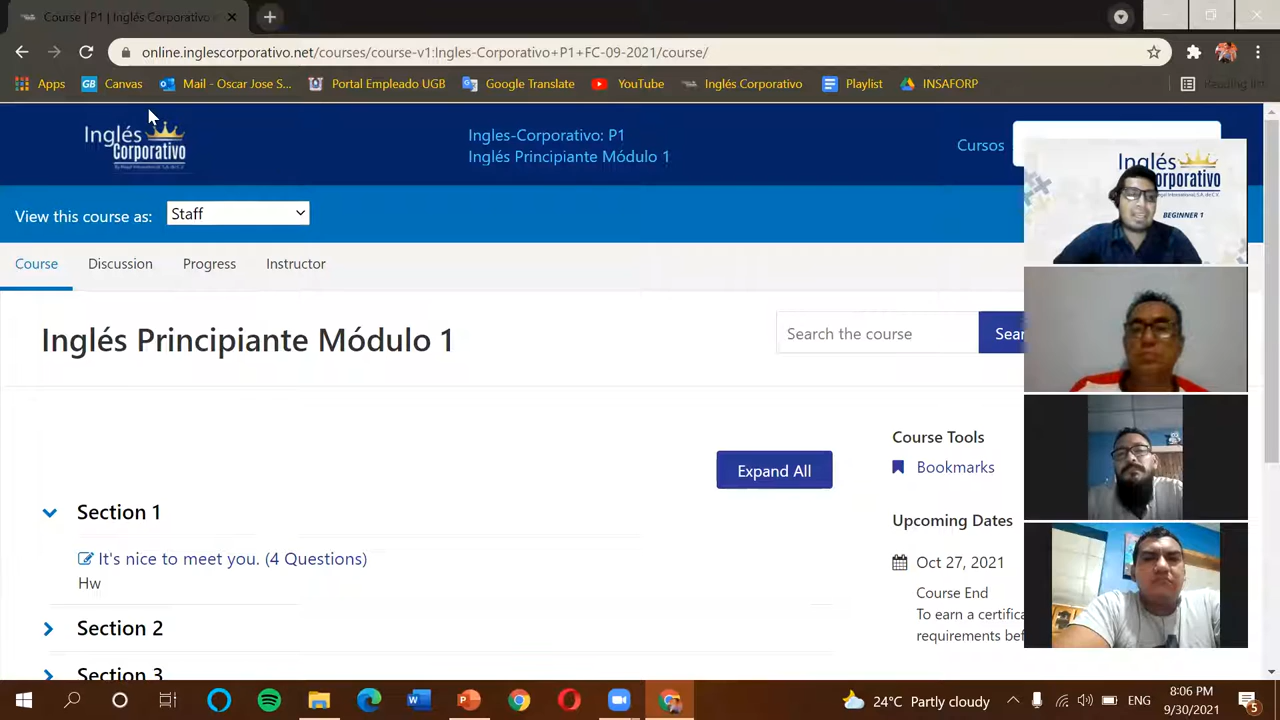 Course | P1 | Inglés Corporativo
online.inglescorporativo.net/courses/course-v1:Ingles-Corporativo+P1+FC-09-2021/course/
Apps
GB Canvas
Mail - Oscar Jose S...
Portal Empleado UGB
Google Translate
YouTube
Inglés Corporativo
Playlist
INSAFORP
Reading list
Inglés
Corporativo
Ingles-Corporativo: P1
Inglés Principiante Módulo 1
Cursos
Inglés
Corporativo
BEGINNER 1
View this course as:
Staff
Course
Discussion
Progress
Instructor
Inglés Principiante Módulo 1
Search the course
Sear
Expand All
Course Tools
Bookmarks
Section 1
It's nice to meet you. (4 Questions)
Hw
Upcoming Dates
Oct 27, 2021
Course End
To earn a certifica
requirements bef
Section 2
Section 3
24°C Partly cloudy
ENG
8:06 PM
9/30/2021
5